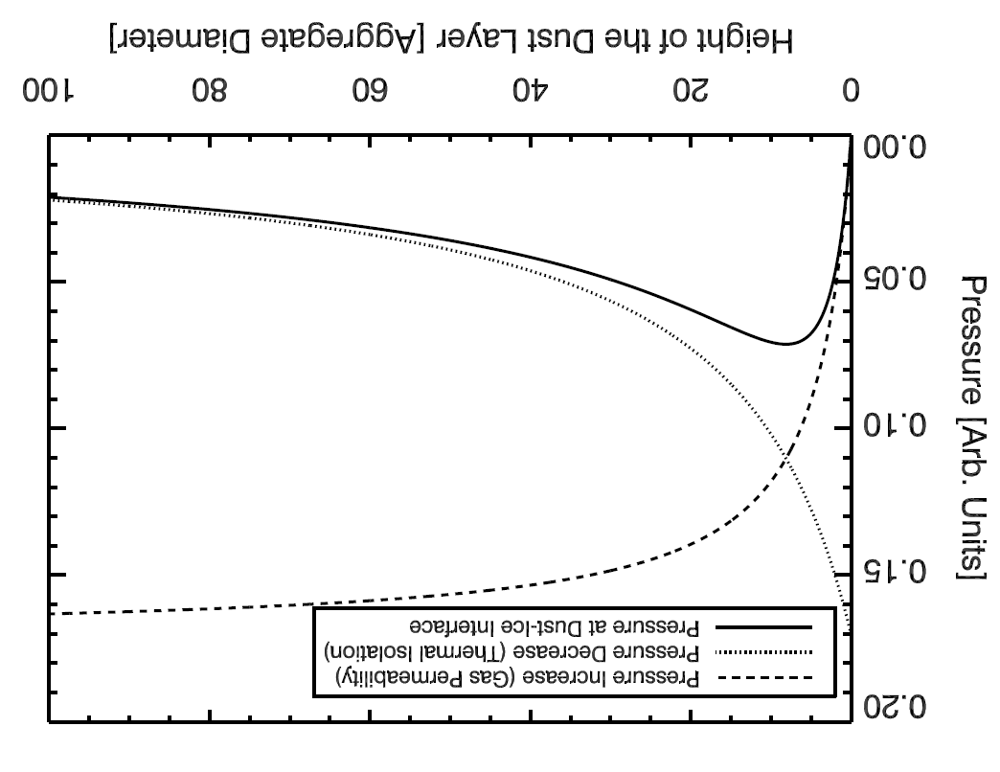 Pressure [Arb. Units]
0.20
0.15
0.10
0.05
0.00
Pressure Increase (Gas Permeability)
Pressure Decrease (Thermal Isolation)
Pressure at Dust-Ice Interface
0 20 40 60 80 100
Height of the Dust Layer [Aggregate Diameter]